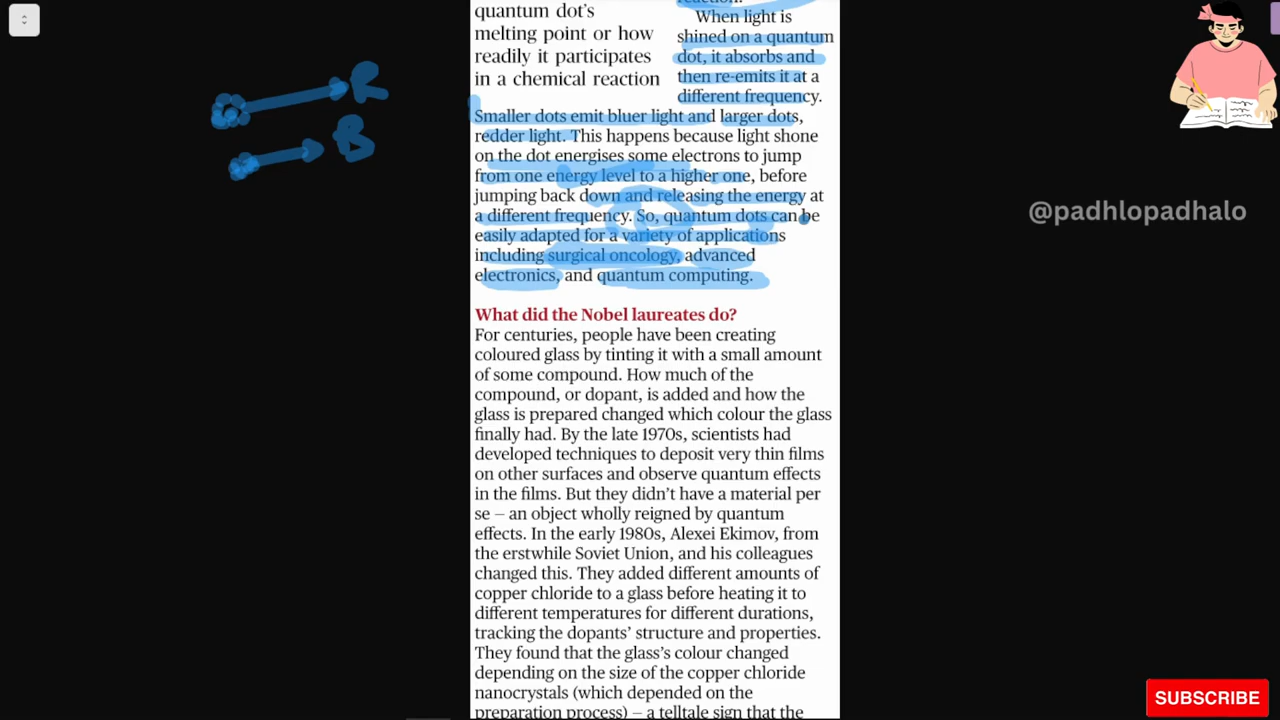 quantum dot's
melting point or how
readily it participates
in a chemical reaction
reaction.
When light is
shined on a quantum
dot, it absorbs and
then re-emits it at a
different frequency.
Smaller dots emit bluer light and larger dots,
redder light. This happens because light shone
on the dot energises some electrons to jump
from one energy level to a higher one, before
jumping back down and releasing the energy at
a different frequency. So, quantum dots can be
easily adapted for a variety of applications
including surgical oncology, advanced
electronics, and quantum computing.
What did the Nobel laureates do?
For centuries, people have been creating
coloured glass by tinting it with a small amount
of some compound. How much of the
compound, or dopant, is added and how the
glass is prepared changed which colour the glass
finally had. By the late 1970s, scientists had
developed techniques to deposit very thin films
on other surfaces and observe quantum effects
in the films. But they didn't have a material per
se – an object wholly reigned by quantum
effects. In the early 1980s, Alexei Ekimov, from
the erstwhile Soviet Union, and his colleagues
changed this. They added different amounts of
copper chloride to a glass before heating it to
different temperatures for different durations,
tracking the dopants' structure and properties.
They found that the glass's colour changed
depending on the size of the copper chloride
nanocrystals (which depended on the
preparation process) – a telltale sign that the
R
B
@padhlopadhalo
SUBSCRIBE